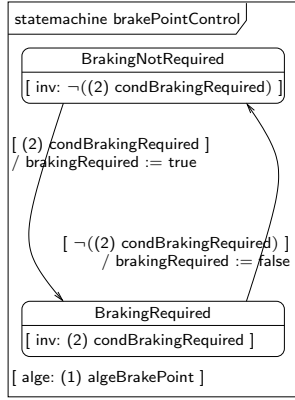 statemachine brakePointControl
BrakingNotRequired
[ inv: ¬((2) condBrakingRequired) ]
[ (2) condBrakingRequired ]
/ brakingRequired := true
[ ¬((2) condBrakingRequired) ]
/ brakingRequired := false
BrakingRequired
[ inv: (2) condBrakingRequired ]
[ alge: (1) algeBrakePoint ]